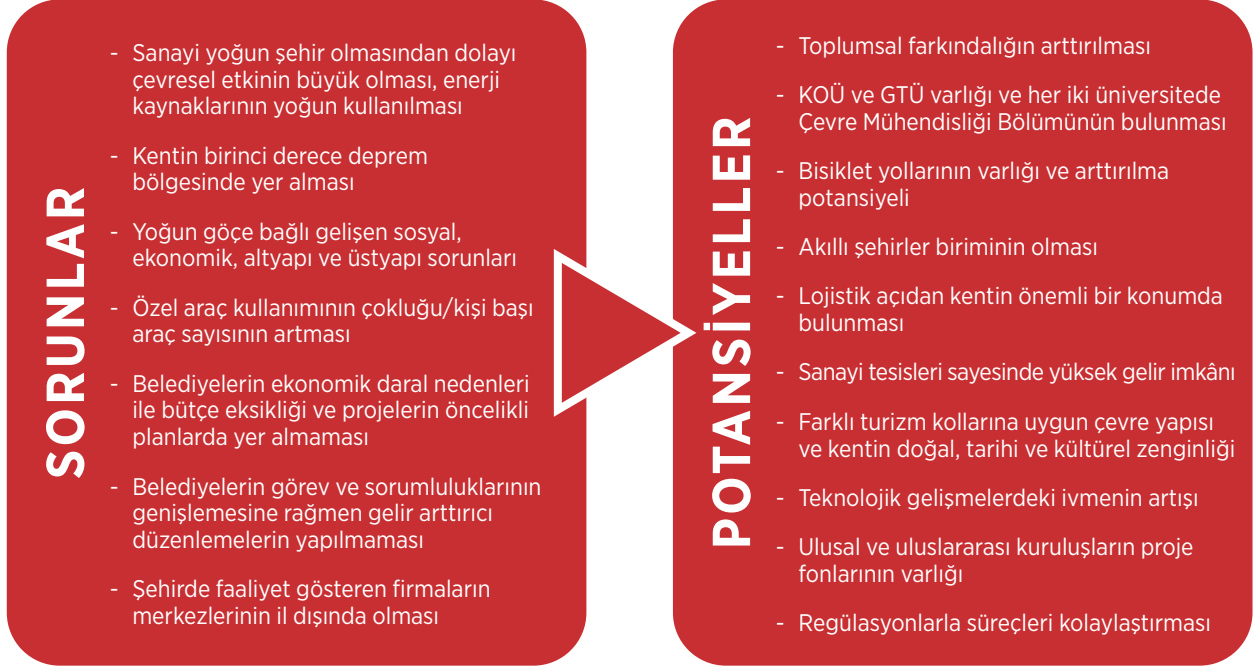 SORUNLAR
- Sanayi yoğun şehir olmasından dolayı
çevresel etkinin büyük olması, enerji
kaynaklarının yoğun kullanılması
- Kentin birinci derece deprem
bölgesinde yer alması
- Yoğun göçe bağlı gelişen sosyal,
ekonomik, altyapı ve üstyapı sorunları
- Özel araç kullanımının çokluğu/kişi başı
araç sayısının artması
- Belediyelerin ekonomik daral nedenleri
ile bütçe eksikliği ve projelerin öncelikli
planlarda yer almaması
- Belediyelerin görev ve sorumluluklarının
genişlemesine rağmen gelir arttırıcı
düzenlemelerin yapılmaması
- Şehirde faaliyet gösteren firmaların
merkezlerinin il dışında olması
POTANSİYELLER
- Toplumsal farkındalığın arttırılması
- KOÜ ve GTÜ varlığı ve her iki üniversitede
Çevre Mühendisliği Bölümünün bulunması
- Bisiklet yollarının varlığı ve arttırılma
potansiyeli
- Akıllı şehirler biriminin olması
- Lojistik açıdan kentin önemli bir konumda
bulunması
- Sanayi tesisleri sayesinde yüksek gelir imkânı
- Farklı turizm kollarına uygun çevre yapısı
ve kentin doğal, tarihi ve kültürel zenginliği
- Teknolojik gelişmelerdeki ivmenin artışı
- Ulusal ve uluslararası kuruluşların proje
fonlarının varlığı
- Regülasyonlarla süreçleri kolaylaştırması